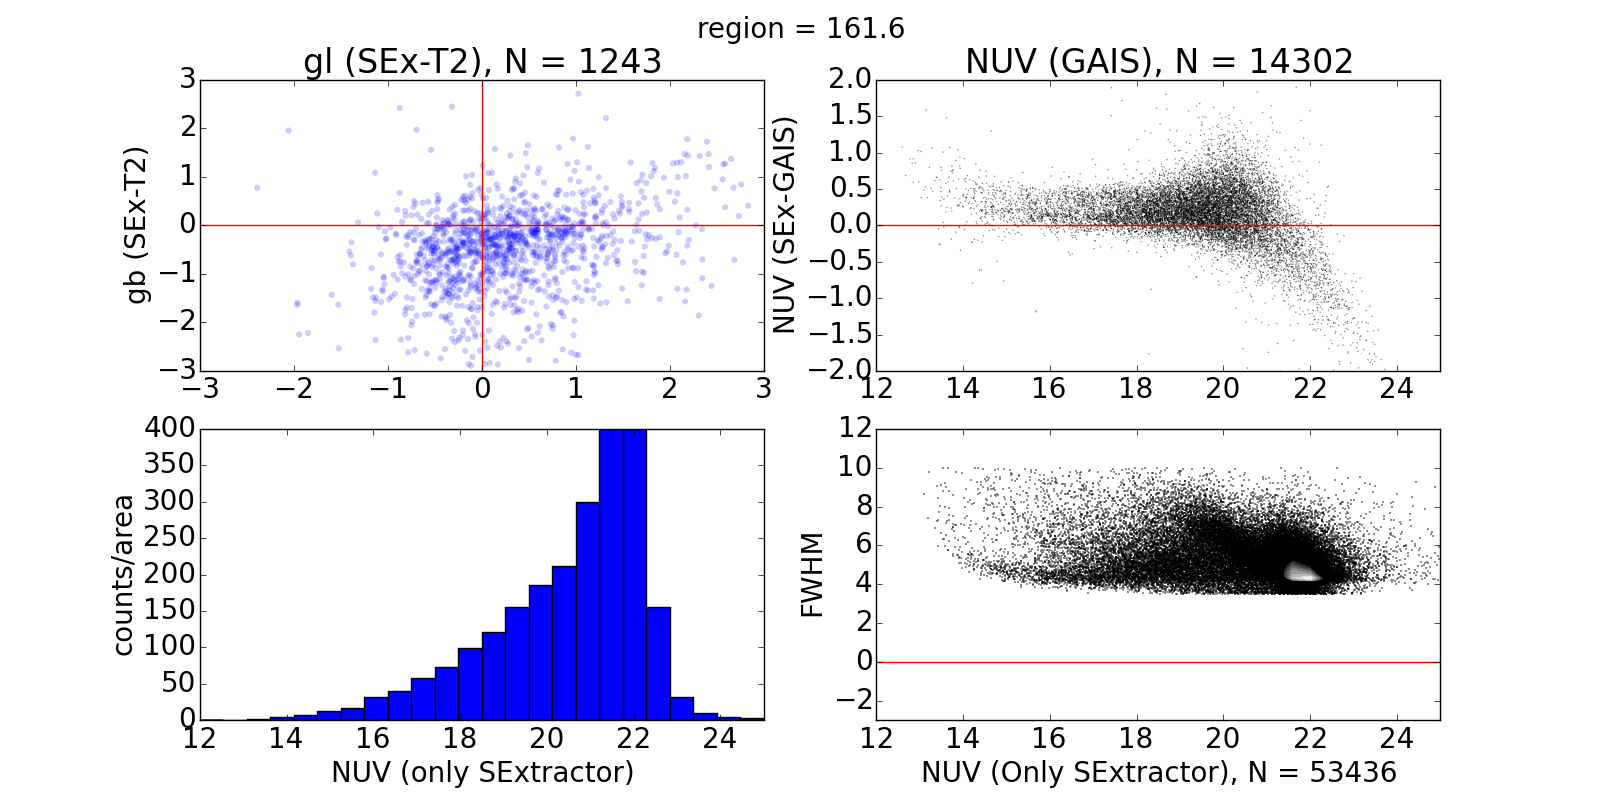 region = 161.6
gl (SEx-T2), N = 1243
NUV (GAIS), N = 14302
3
2
1
0
−1
−2
−3
gb (SEx-T2)
−3 −2 −1 0 1 2 3
2.0
1.5
1.0
0.5
0.0
−0.5
−1.0
−1.5
−2.0
NUV (SEx-GAIS)
12 14 16 18 20 22 24
400
350
300
250
200
150
100
50
0
counts/area
12 14 16 18 20 22 24
NUV (only SExtractor)
12
10
8
6
4
2
0
−2
FWHM
12 14 16 18 20 22 24
NUV (Only SExtractor), N = 53436